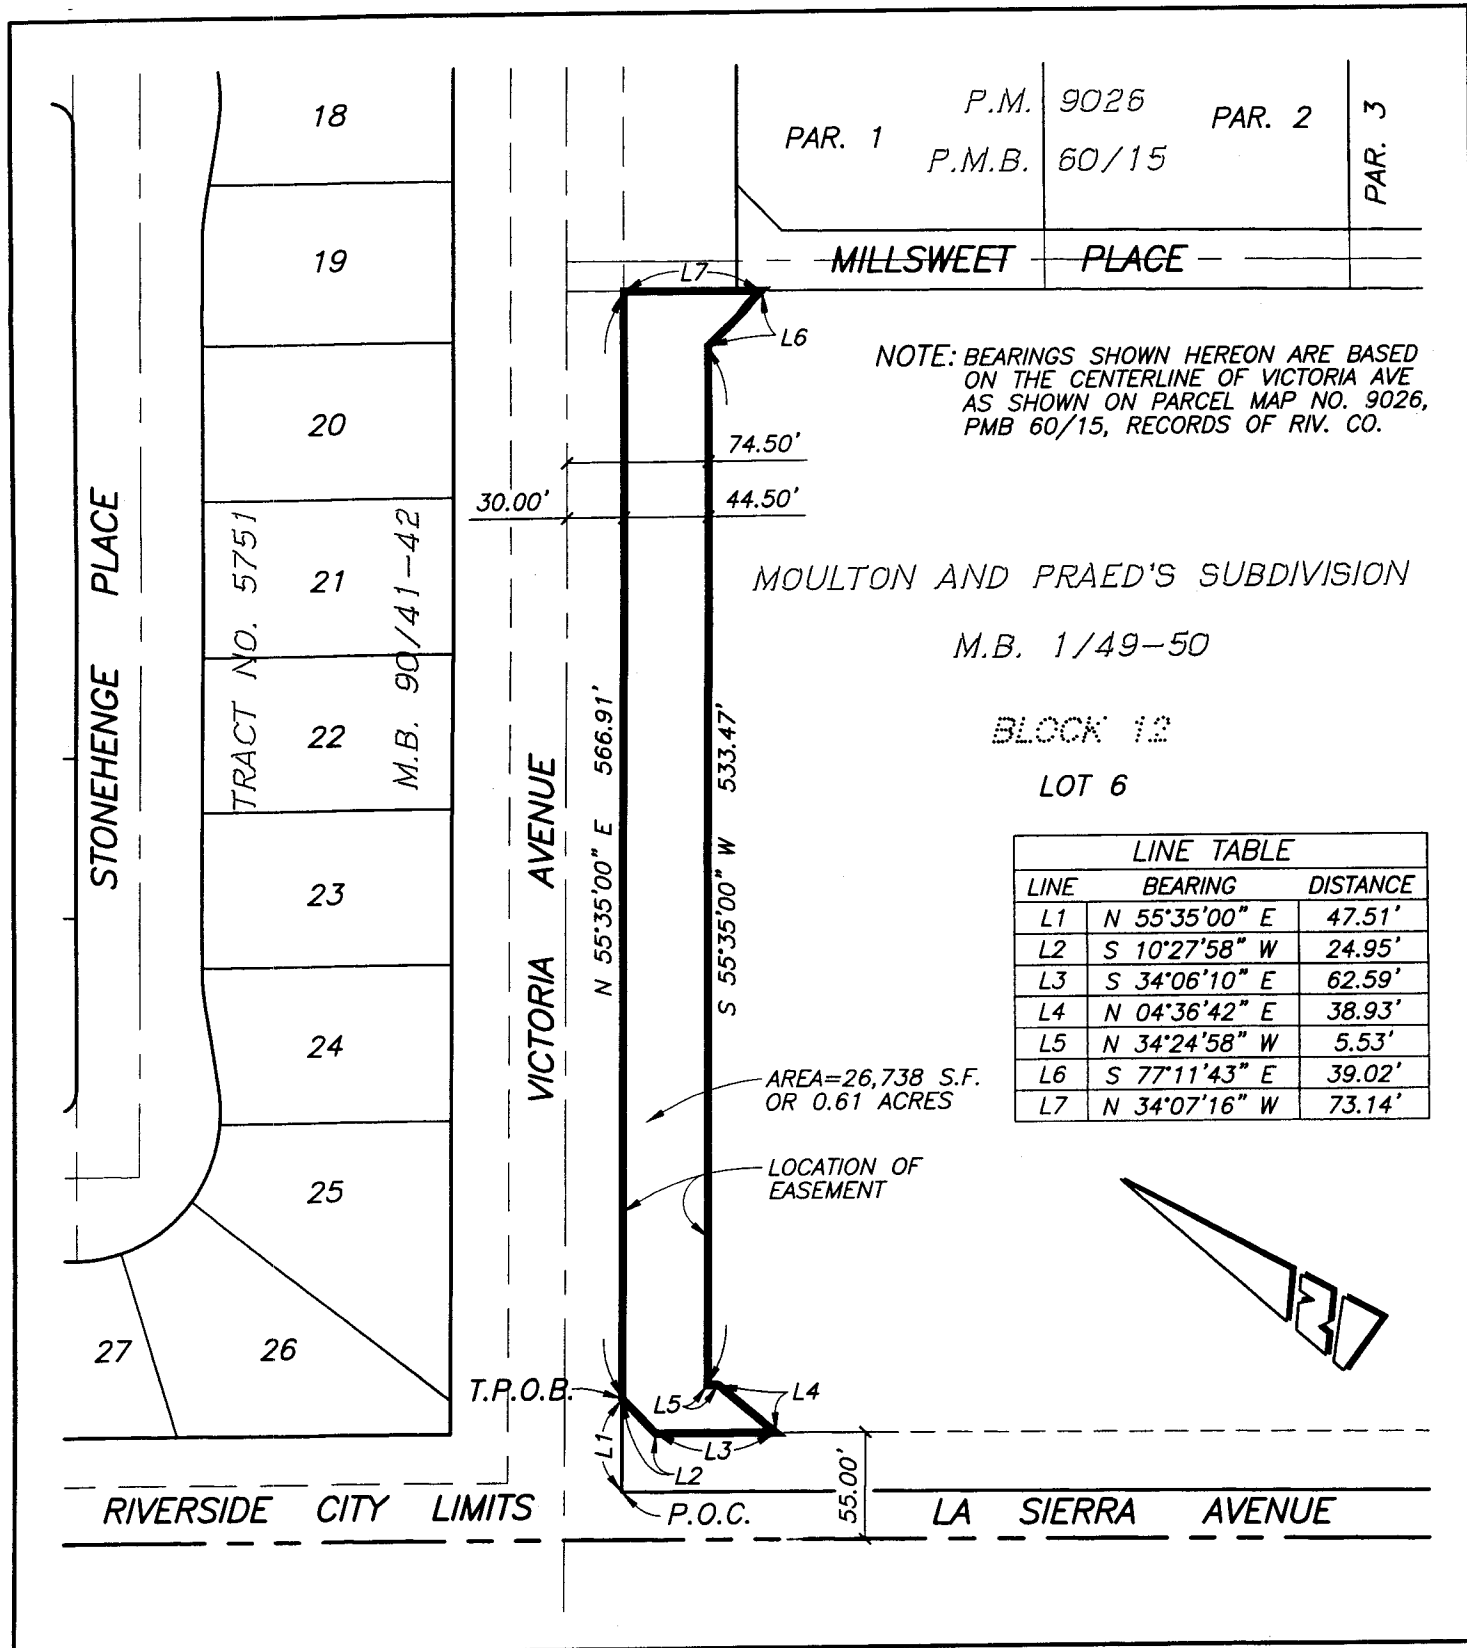 18
19
20
21
22
23
24
25
26
27
STONEHENGE PLACE
TRACT NO. 5751
M.B. 90/41-42
P.M. 9026
P.M.B. 60/15
PAR. 1
PAR. 2
PAR. 3
MILLSWEET PLACE
L7
L6
NOTE: BEARINGS SHOWN HEREON ARE BASED
ON THE CENTERLINE OF VICTORIA AVE
AS SHOWN ON PARCEL MAP NO. 9026,
PMB 60/15, RECORDS OF RIV. CO.
74.50'
30.00'
44.50'
MOULTON AND PRAED'S SUBDIVISION
M.B. 1/49-50
BLOCK 12
LOT 6
VICTORIA AVENUE
N 55°35'00" E 566.91'
S 55°35'00" W 533.47'
LINE TABLE
LINE BEARING DISTANCE
L1 N 55°35'00" E 47.51'
L2 S 10°27'58" W 24.95'
L3 S 34°06'10" E 62.59'
L4 N 04°36'42" E 38.93'
L5 N 34°24'58" W 5.53'
L6 S 77°11'43" E 39.02'
L7 N 34°07'16" W 73.14'
AREA=26,738 S.F.
OR 0.61 ACRES
LOCATION OF
EASEMENT
T.P.O.B.
L5
L4
L1
L3
L2
P.O.C.
55.00'
RIVERSIDE CITY LIMITS
LA SIERRA AVENUE